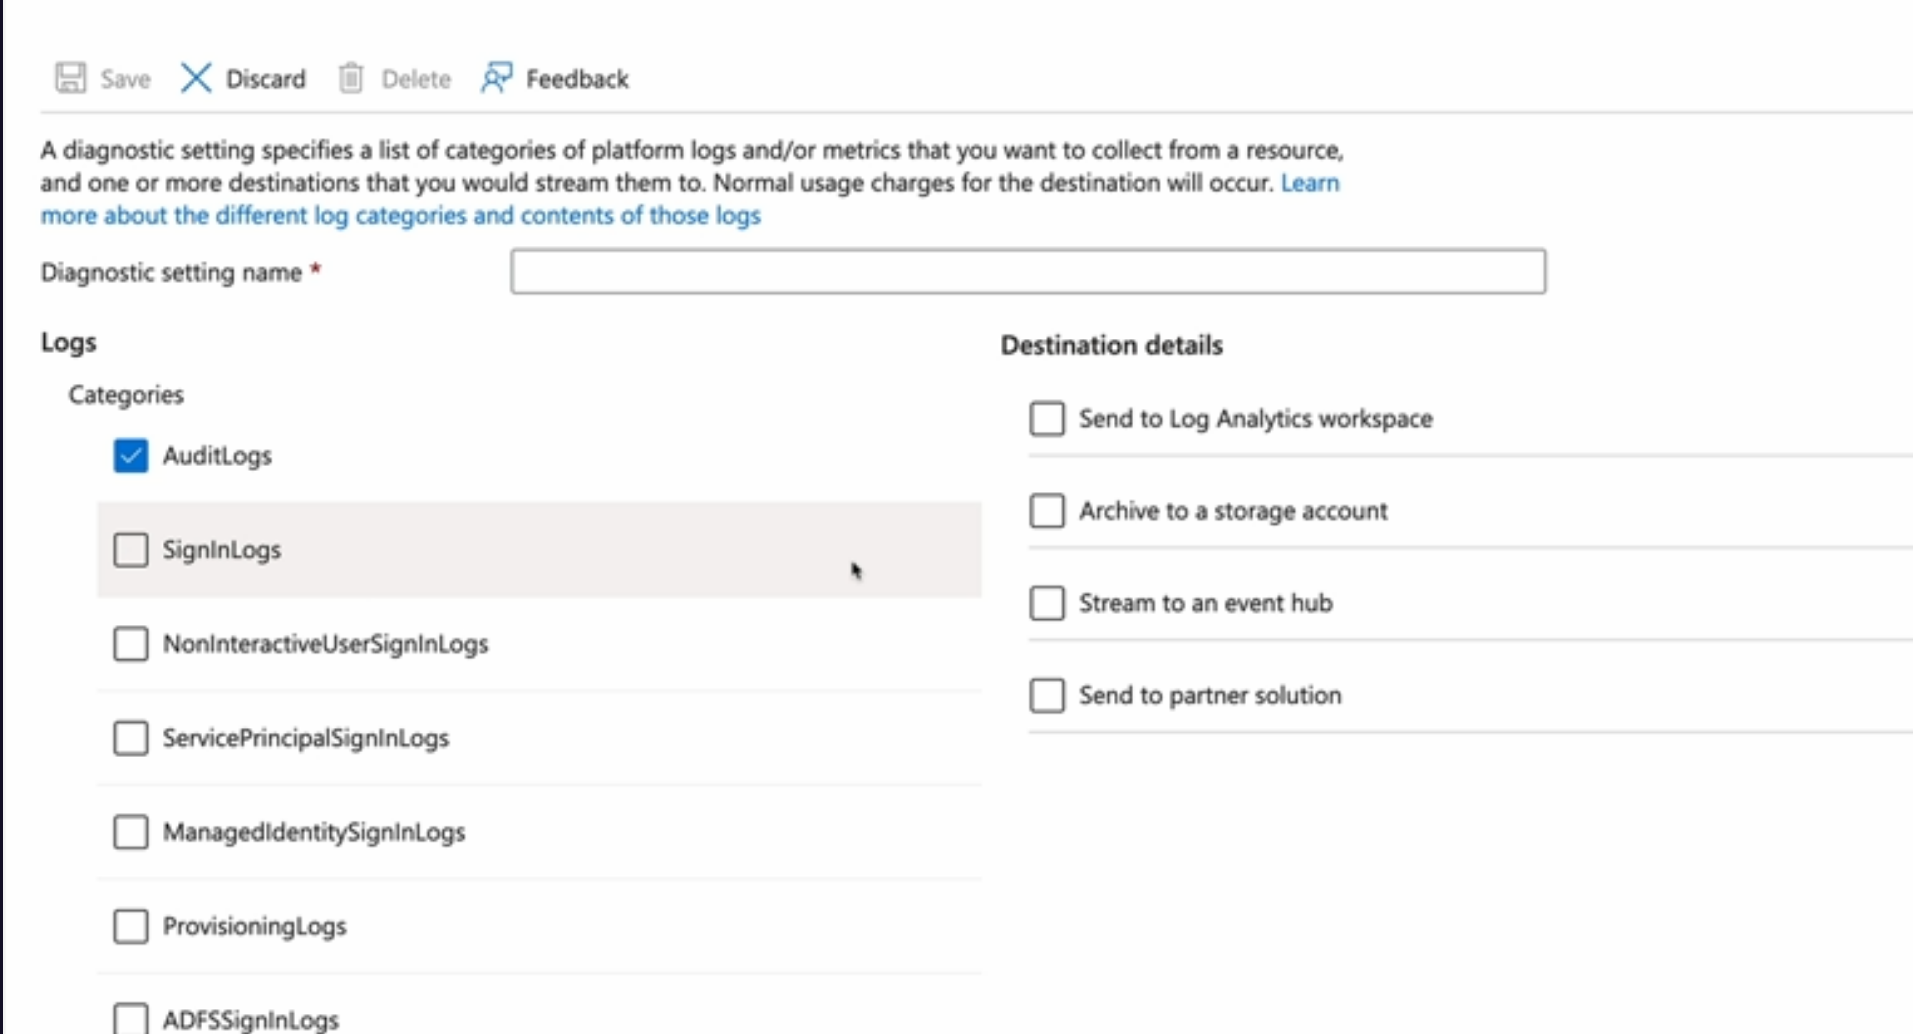 Save Discard Delete Feedback
A diagnostic setting specifies a list of categories of platform logs and/or metrics that you want to collect from a resource,
and one or more destinations that you would stream them to. Normal usage charges for the destination will occur. Learn
more about the different log categories and contents of those logs
Diagnostic setting name *
Logs
Categories
AuditLogs
SignInLogs
NonInteractiveUserSignInLogs
ServicePrincipalSignInLogs
ManagedIdentitySignInLogs
ProvisioningLogs
ADFSSignInLogs
Destination details
Send to Log Analytics workspace
Archive to a storage account
Stream to an event hub
Send to partner solution